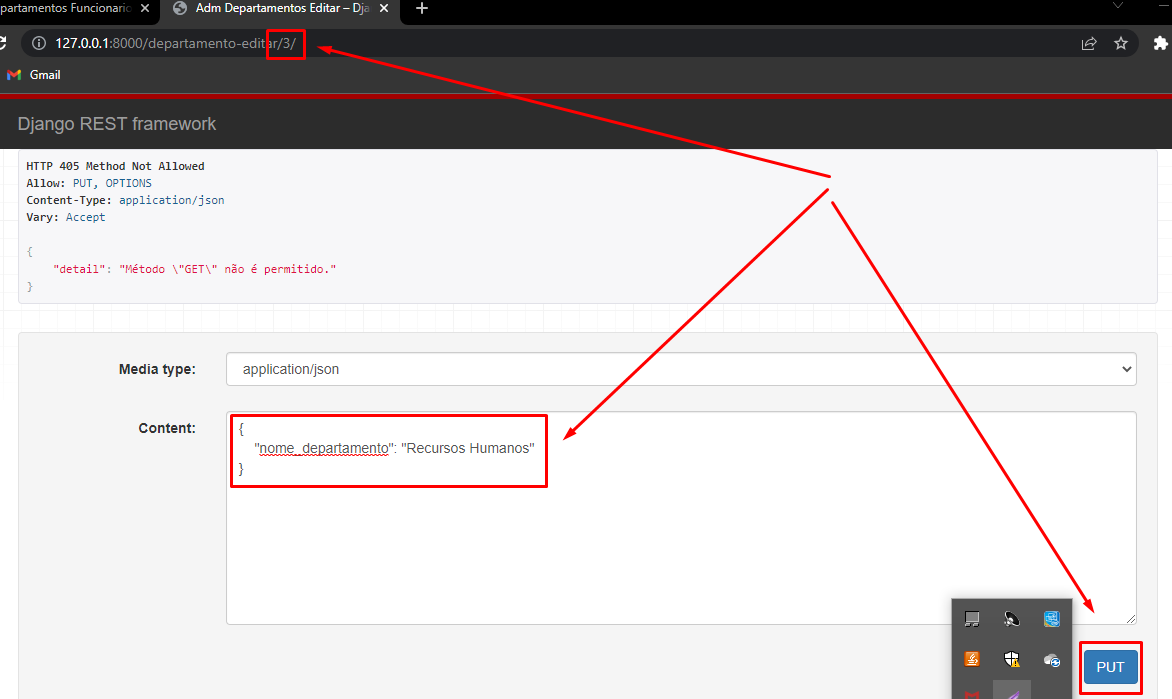 partamentos Funcionario
Adm Departamentos Editar – Dja
127.0.0.1:8000/departamento-editar/3/
Gmail
Django REST framework
HTTP 405 Method Not Allowed
Allow: PUT, OPTIONS
Content-Type: application/json
Vary: Accept
{
"detail": "Método \"GET\" não é permitido."
}
Media type:
application/json
Content:
{
"nome_departamento": "Recursos Humanos"
}
PUT